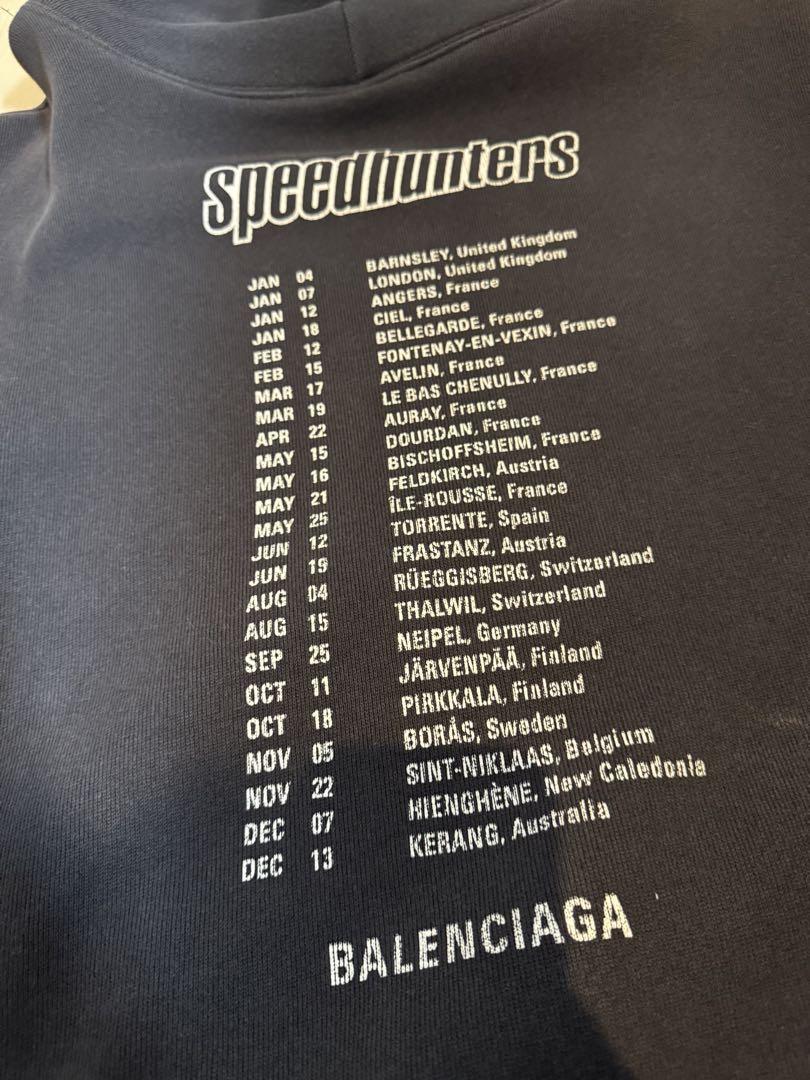 speedhunters
JAN 04 BARNSLEY, United Kingdom
JAN 07 LONDON, United Kingdom
JAN 12 ANGERS, France
JAN 18 CIEL, France
FEB 12 BELLEGARDE, France
FEB 15 FONTENAY-EN-VEXIN, France
MAR 17 AVELIN, France
MAR 19 LE BAS CHENULLY, France
APR 22 AURAY, France
MAY 15 DOURDAN, France
MAY 16 BISCHOFFSHEIM, France
MAY 21 FELDKIRCH, Austria
MAY 25 ÎLE-ROUSSE, France
JUN 12 TORRENTE, Spain
JUN 19 FRASTANZ, Austria
AUG 04 RÜEGGISBERG, Switzerland
AUG 15 THALWIL, Switzerland
SEP 25 NEIPEL, Germany
OCT 11 JÄRVENPÄÄ, Finland
OCT 18 PIRKKALA, Finland
NOV 05 BORÅS, Sweden
NOV 22 SINT-NIKLAAS, Belgium
DEC 07 HIENGHÈNE, New Caledonia
DEC 13 KERANG, Australia
BALENCIAGA